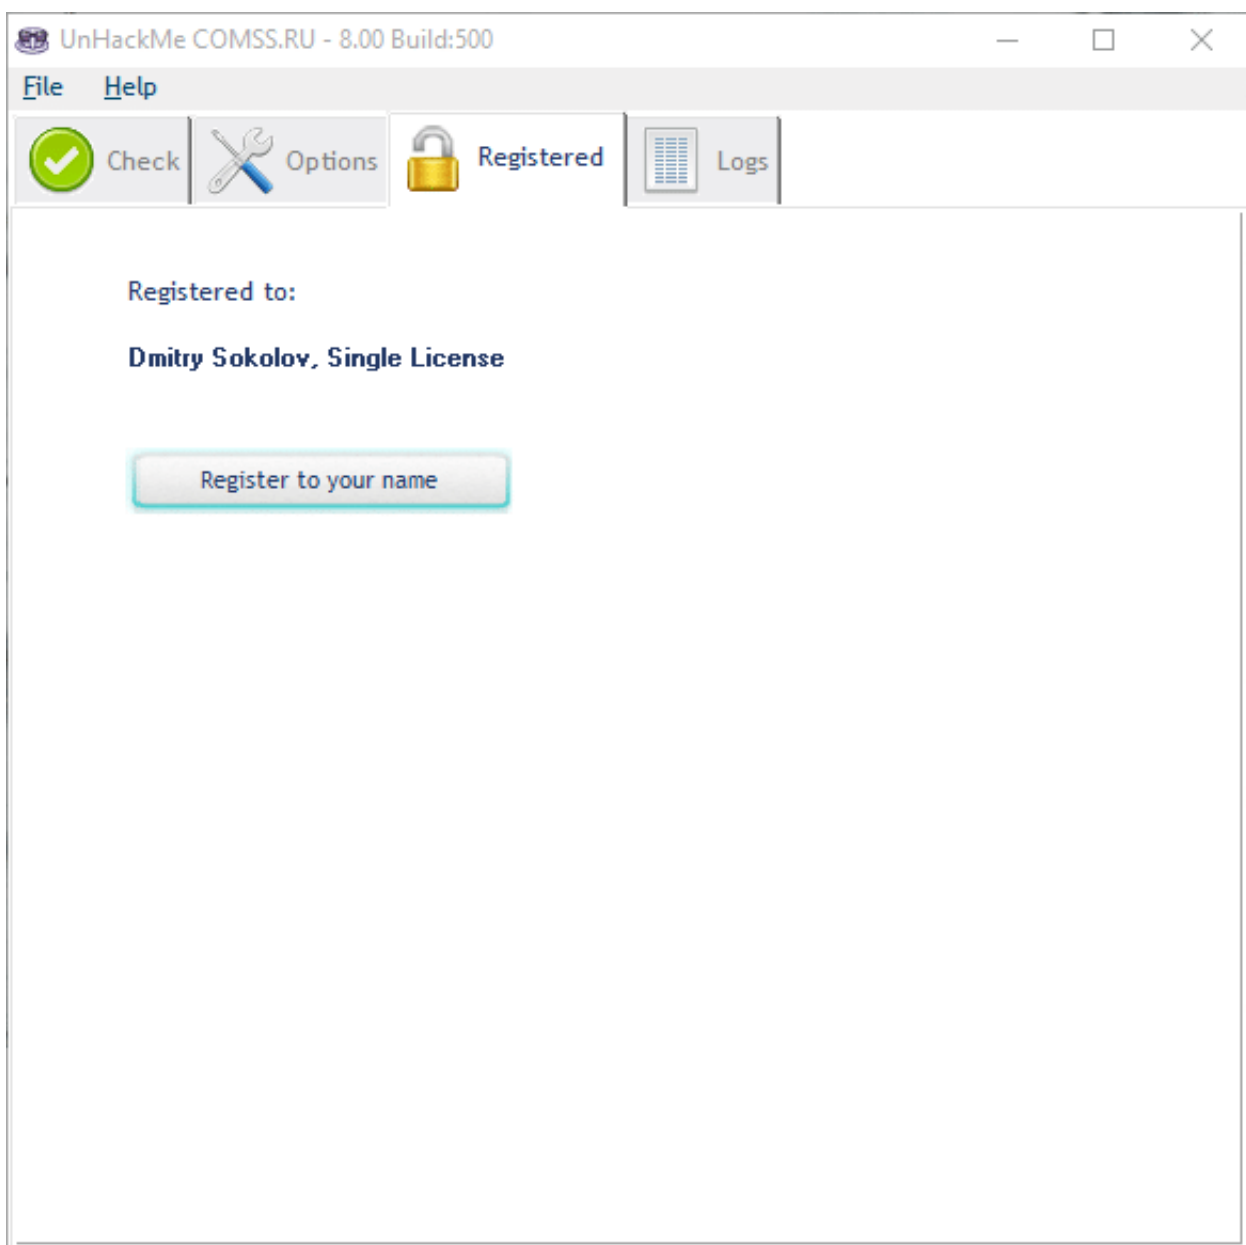 UnHackMe COMSS.RU - 8.00 Build:500
File Help
Check Options Registered Logs
Registered to:
Dmitry Sokolov, Single License
Register to your name